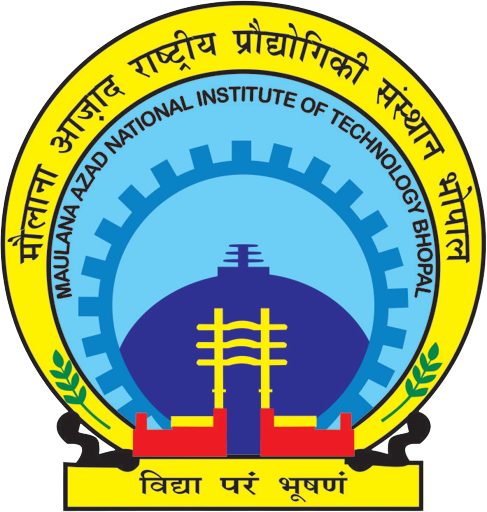 मौलाना आज़ाद राष्ट्रीय प्रौद्योगिकी संस्थान भोपाल
MAULANA AZAD NATIONAL INSTITUTE OF TECHNOLOGY BHOPAL
विद्या परं भूषणं